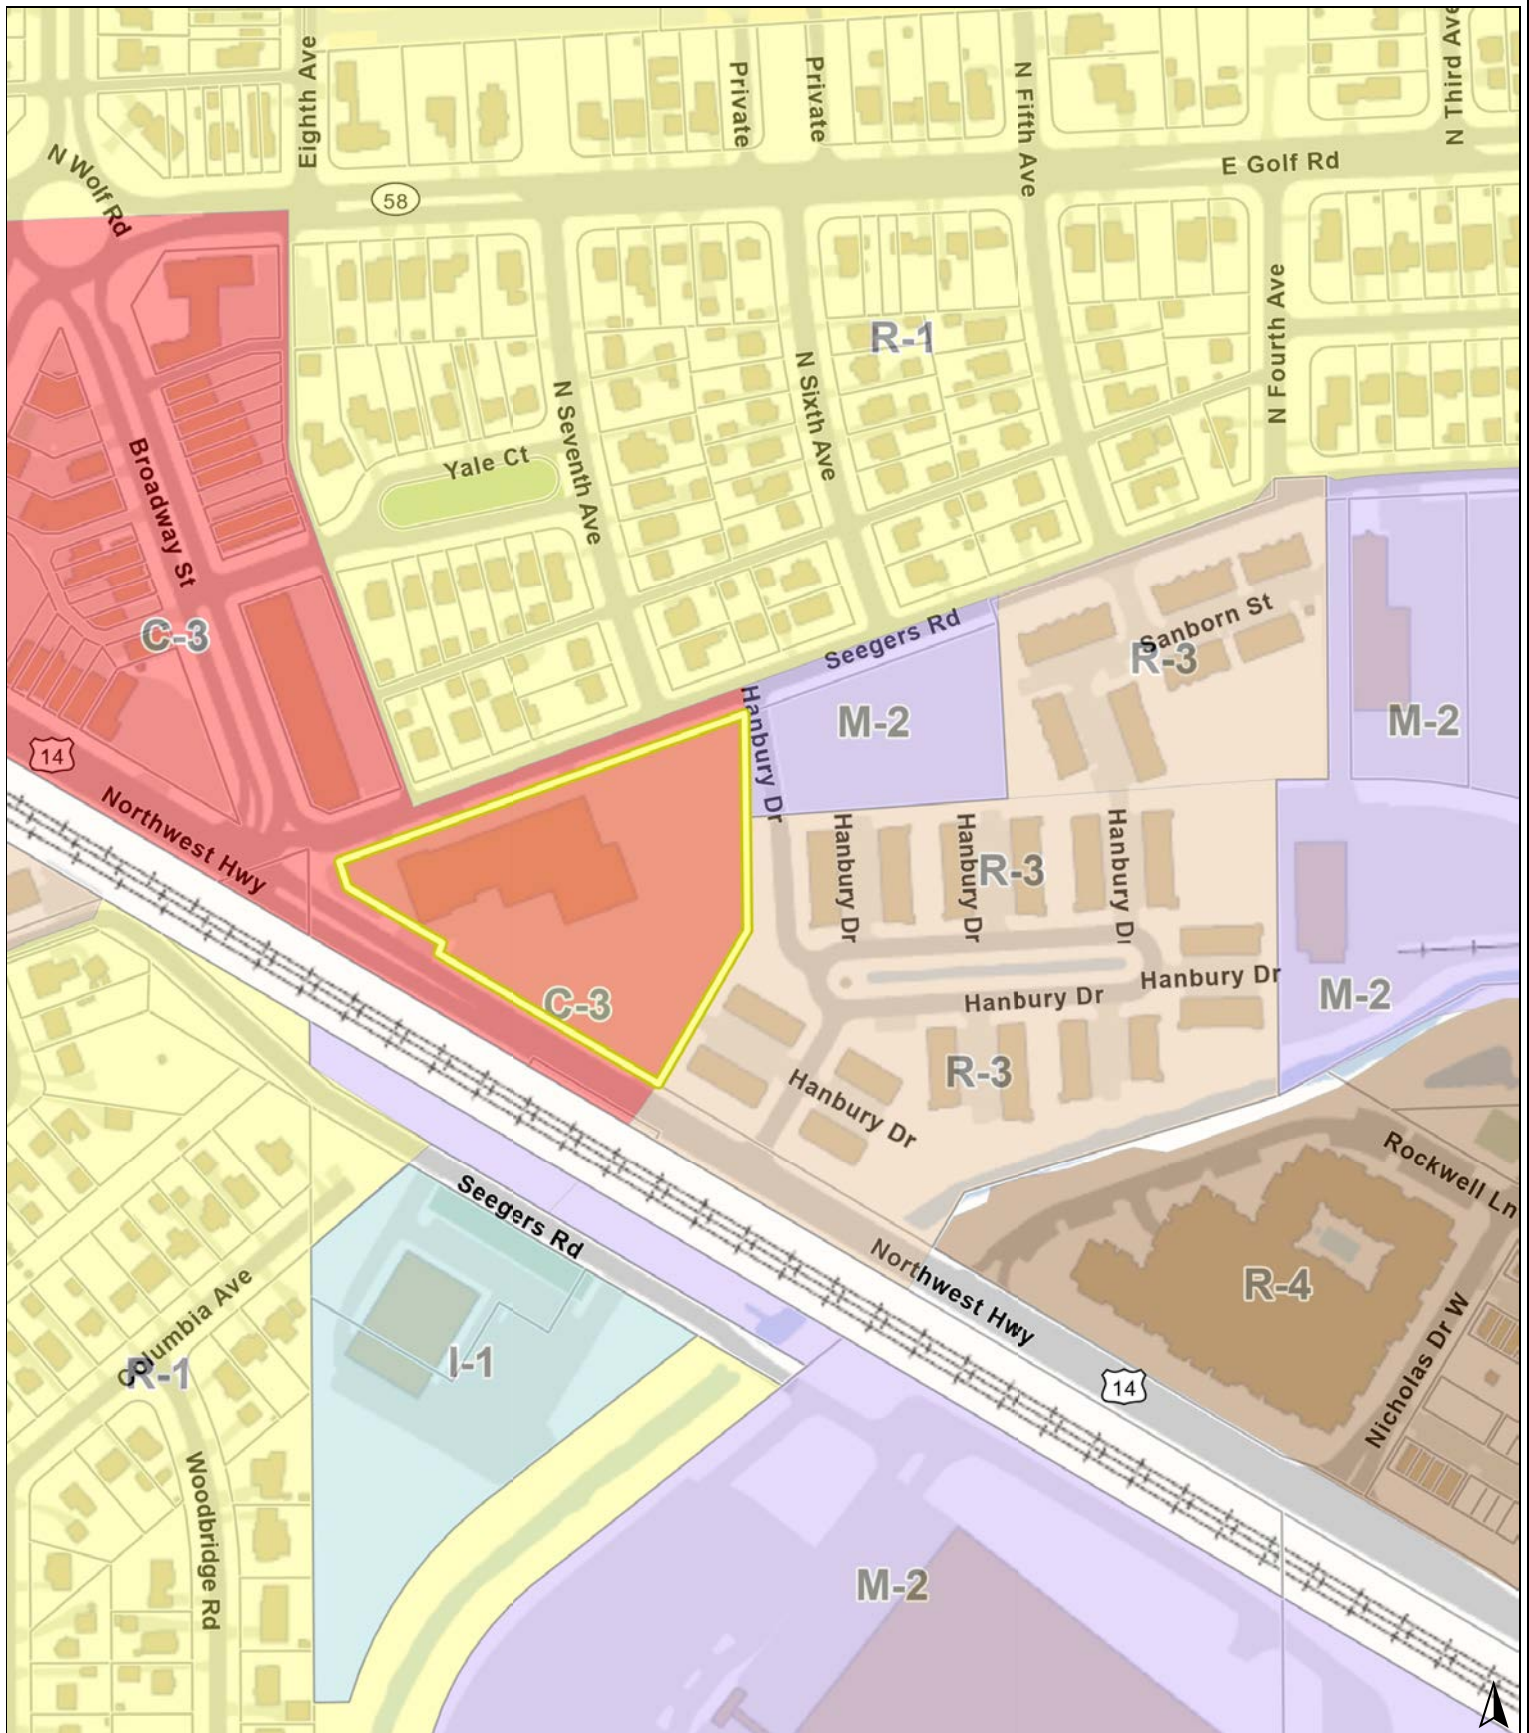 Eighth Ave
Private
Private
N Fifth Ave
N Third Ave
N Wolf Rd
58
E Golf Rd
N Fourth Ave
R-1
N Sixth Ave
N Seventh Ave
Yale Ct
Broadway St
C-3
Seegers Rd
Sanborn St
R-3
Hanbury Dr
M-2
M-2
14
Northwest Hwy
Hanbury Dr
Hanbury Dr
R-3
Hanbury Dr
C-3
Hanbury Dr
Hanbury Dr
M-2
R-3
Hanbury Dr
Rockwell Ln
Seegers Rd
Northwest Hwy
R-4
Columbia Ave
R-1
I-1
14
Nicholas Dr W
Woodbridge Rd
M-2